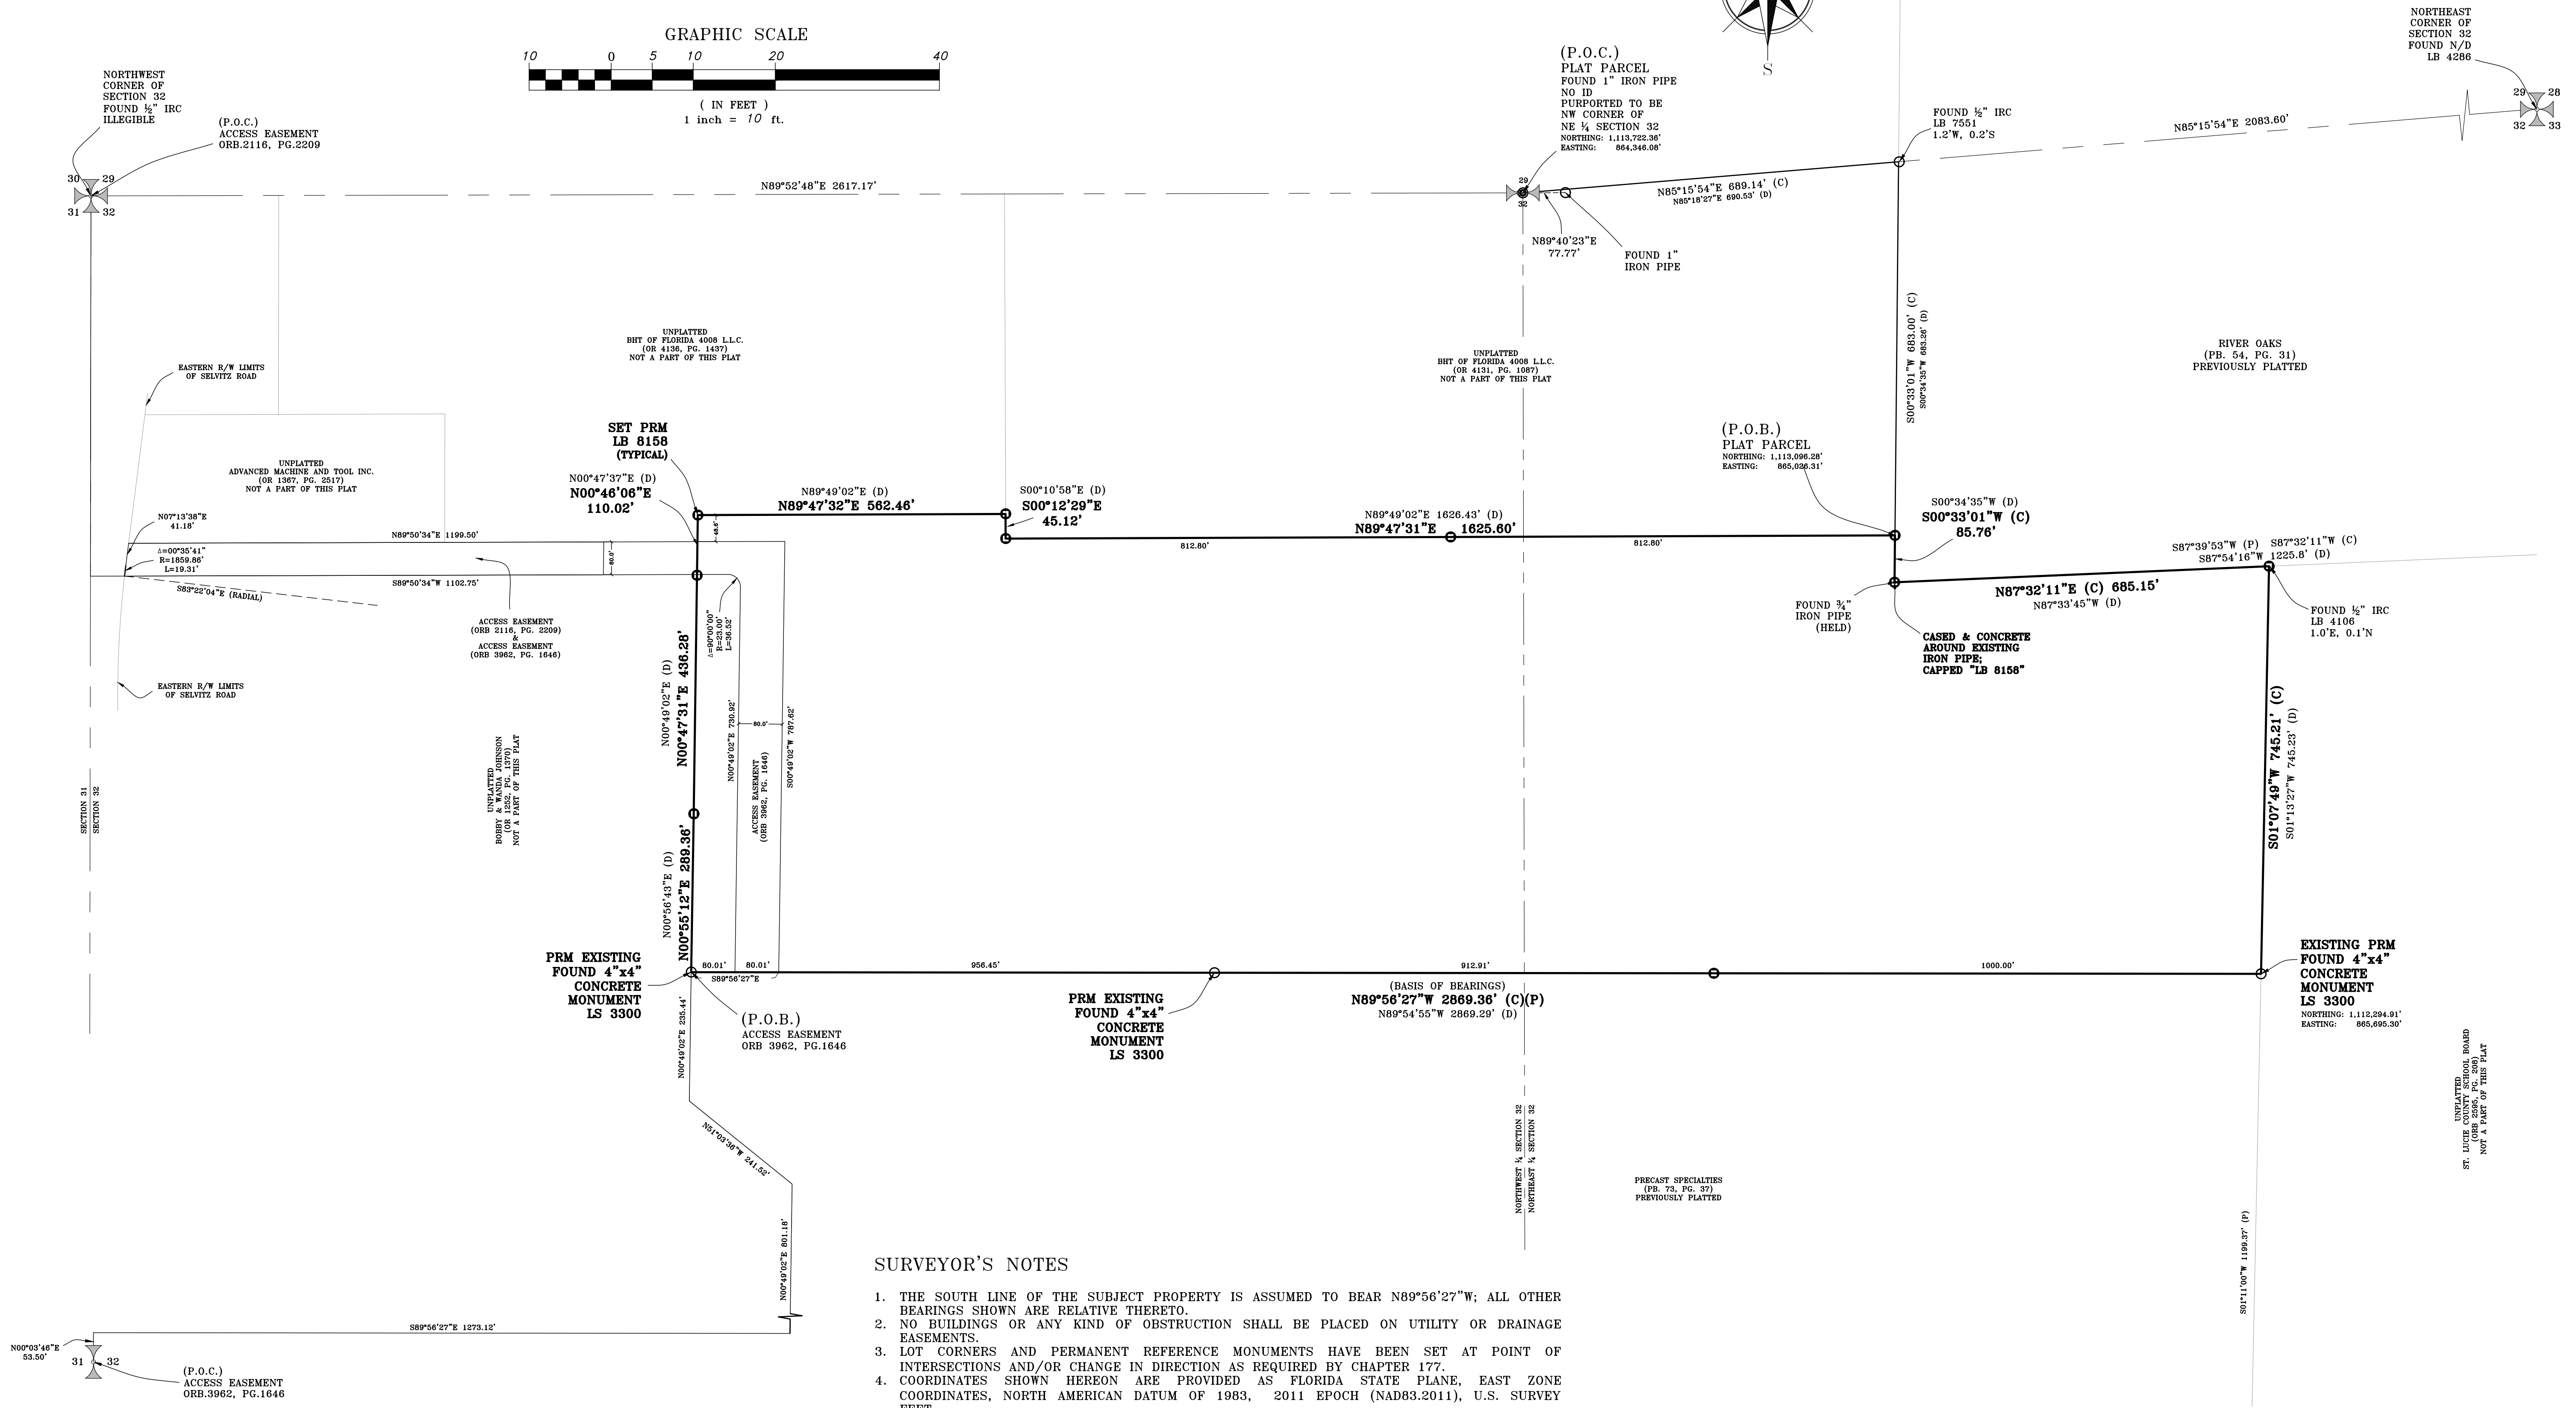 GRAPHIC SCALE
10 0 5 10 20 40
( IN FEET )
1 inch = 10 ft.
S
NORTHWEST
CORNER OF
SECTION 32
FOUND ½" IRC
ILLEGIBLE
(P.O.C.)
ACCESS EASEMENT
ORB.2116, PG.2209
30 29
31 32
N89°52'48"E 2617.17'
(P.O.C.)
PLAT PARCEL
FOUND 1" IRON PIPE
NO ID
PURPORTED TO BE
NW CORNER OF
NE ¼ SECTION 32
NORTHING: 1,113,722.36'
EASTING: 864,346.08'
29
32
N89°40'23"E
77.77'
FOUND 1"
IRON PIPE
N85°15'54"E 689.14' (C)
N85°18'27"E 690.53' (D)
FOUND ½" IRC
LB 7551
1.2'W, 0.2'S
N85°15'54"E 2083.60'
NORTHEAST
CORNER OF
SECTION 32
FOUND N/D
LB 4286
29 28
32 33
S00°33'01"W 683.00' (C)
S00°34'35"W 683.26' (D)
RIVER OAKS
(PB. 54, PG. 31)
PREVIOUSLY PLATTED
UNPLATTED
BHT OF FLORIDA 4008 L.L.C.
(OR 4136, PG. 1437)
NOT A PART OF THIS PLAT
UNPLATTED
BHT OF FLORIDA 4008 L.L.C.
(OR 4131, PG. 1087)
NOT A PART OF THIS PLAT
EASTERN R/W LIMITS
OF SELVITZ ROAD
UNPLATTED
ADVANCED MACHINE AND TOOL INC.
(OR 1367, PG. 2517)
NOT A PART OF THIS PLAT
SET PRM
LB 8158
(TYPICAL)
N00°47'37"E (D)
N00°46'06"E
110.02'
N89°49'02"E (D)
N89°47'32"E 562.46'
S00°10'58"E (D)
S00°12'29"E
45.12'
N89°49'02"E 1626.43' (D)
N89°47'31"E 1625.60'
812.80'
812.80'
(P.O.B.)
PLAT PARCEL
NORTHING: 1,113,096.28'
EASTING: 865,026.31'
S00°34'35"W (D)
S00°33'01"W (C)
85.76'
S87°39'53"W (P) S87°32'11"W (C)
S87°54'16"W 1225.8' (D)
N87°32'11"E (C) 685.15'
N87°33'45"W (D)
FOUND ¾"
IRON PIPE
(HELD)
CASED & CONCRETE
AROUND EXISTING
IRON PIPE;
CAPPED "LB 8158"
FOUND ½" IRC
LB 4106
1.0'E, 0.1'N
N07°13'38"E
41.18'
Δ=00°35'41"
R=1859.86'
L=19.31'
N89°50'34"E 1199.50'
60.0'
S89°50'34"W 1102.75'
S83°22'04"E (RADIAL)
ACCESS EASEMENT
(ORB 2116, PG. 2209)
&
ACCESS EASEMENT
(ORB 3962, PG. 1646)
EASTERN R/W LIMITS
OF SELVITZ ROAD
Δ=90°00'00"
R=23.00'
L=36.52'
N00°49'02"E (D)
N00°47'31"E 436.28'
N00°49'02"E 730.92'
80.0'
ACCESS EASEMENT
(ORB 3962, PG. 1646)
S00°49'02"W 787.62'
UNPLATTED
BOBBY & WANDA JOHNSON
(OR 1252, PG. 1370)
NOT A PART OF THIS PLAT
SECTION 31
SECTION 32
N00°56'43"E (D)
N00°55'12"E 289.36'
S01°07'49"W 745.21' (C)
S01°13'27"W 745.23' (D)
PRM EXISTING
FOUND 4"x4"
CONCRETE
MONUMENT
LS 3300
80.01' 80.01'
S89°56'27"E
956.45'
912.91'
1000.00'
(BASIS OF BEARINGS)
N89°56'27"W 2869.36' (C)(P)
N89°54'55"W 2869.29' (D)
PRM EXISTING
FOUND 4"x4"
CONCRETE
MONUMENT
LS 3300
EXISTING PRM
FOUND 4"x4"
CONCRETE
MONUMENT
LS 3300
NORTHING: 1,112,294.91'
EASTING: 865,695.30'
(P.O.B.)
ACCESS EASEMENT
ORB 3962, PG.1646
N00°49'02"E 235.44'
N51°03'36"W 241.52'
N00°49'02"E 801.18'
S89°56'27"E 1273.12'
N00°03'46"E
53.50'
31 32
(P.O.C.)
ACCESS EASEMENT
ORB.3962, PG.1646
NORTHWEST ¼ SECTION 32
NORTHEAST ¼ SECTION 32
PRECAST SPECIALTIES
(PB. 73, PG. 37)
PREVIOUSLY PLATTED
S01°11'00"W 1199.37' (P)
UNPLATTED
ST. LUCIE COUNTY SCHOOL BOARD
(ORB 2595, PG. 208)
NOT A PART OF THIS PLAT
SURVEYOR'S NOTES
1. THE SOUTH LINE OF THE SUBJECT PROPERTY IS ASSUMED TO BEAR N89°56'27"W; ALL OTHER
BEARINGS SHOWN ARE RELATIVE THERETO.
2. NO BUILDINGS OR ANY KIND OF OBSTRUCTION SHALL BE PLACED ON UTILITY OR DRAINAGE
EASEMENTS.
3. LOT CORNERS AND PERMANENT REFERENCE MONUMENTS HAVE BEEN SET AT POINT OF
INTERSECTIONS AND/OR CHANGE IN DIRECTION AS REQUIRED BY CHAPTER 177.
4. COORDINATES SHOWN HEREON ARE PROVIDED AS FLORIDA STATE PLANE, EAST ZONE
COORDINATES, NORTH AMERICAN DATUM OF 1983, 2011 EPOCH (NAD83.2011), U.S. SURVEY